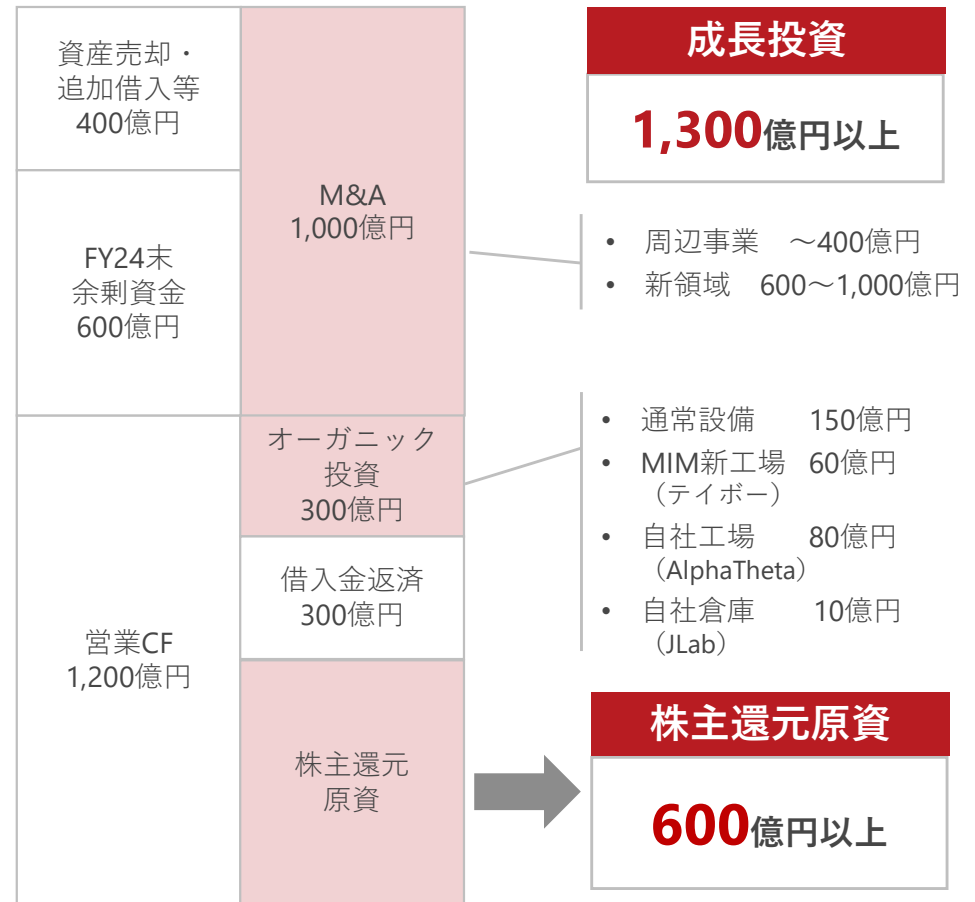 資産売却・
追加借入等
400億円
FY24末
余剰資金
600億円
営業CF
1,200億円
M&A
1,000億円
オーガニック
投資
300億円
借入金返済
300億円
株主還元
原資
成長投資
1,300億円以上
• 周辺事業 ～400億円
• 新領域 600～1,000億円
• 通常設備 150億円
• MIM新工場 60億円
（テイボー）
• 自社工場 80億円
（AlphaTheta）
• 自社倉庫 10億円
（JLab）
株主還元原資
600億円以上